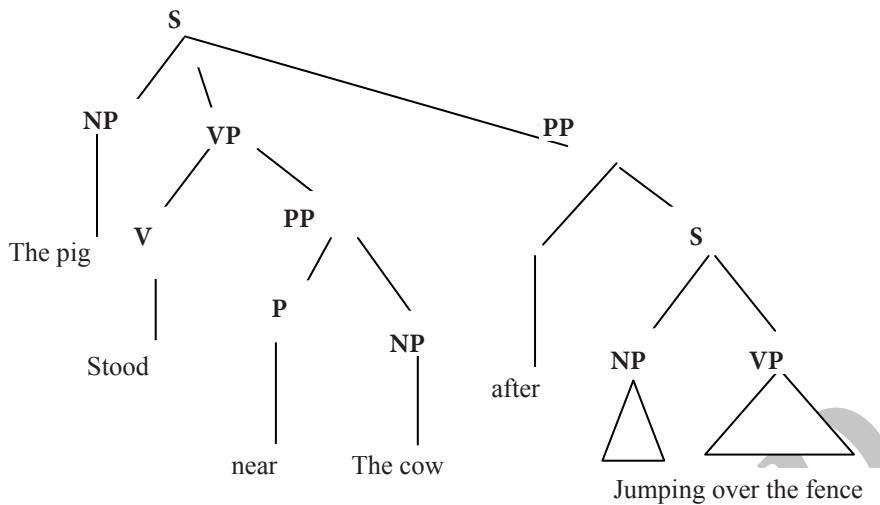 S
NP
VP
PP
The pig
V
PP
S
P
NP
NP
VP
Stood
after
near
The cow
Jumping over the fence